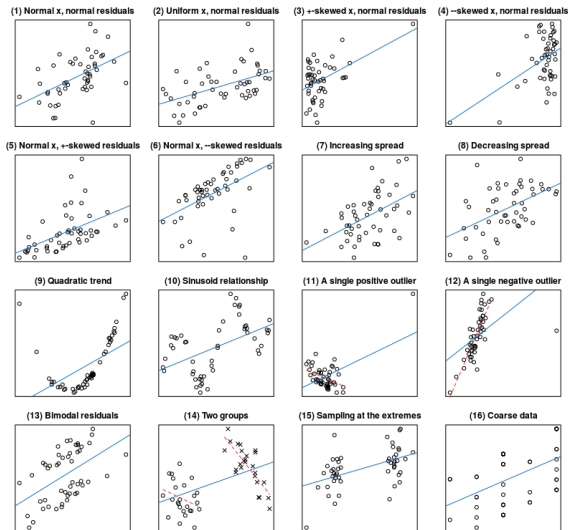 (1) Normal x, normal residuals
(2) Uniform x, normal residuals
(3) +-skewed x, normal residuals
(4) --skewed x, normal residuals
(5) Normal x, +-skewed residuals
(6) Normal x, --skewed residuals
(7) Increasing spread
(8) Decreasing spread
(9) Quadratic trend
(10) Sinusoid relationship
(11) A single positive outlier
(12) A single negative outlier
(13) Bimodal residuals
(14) Two groups
(15) Sampling at the extremes
(16) Coarse data